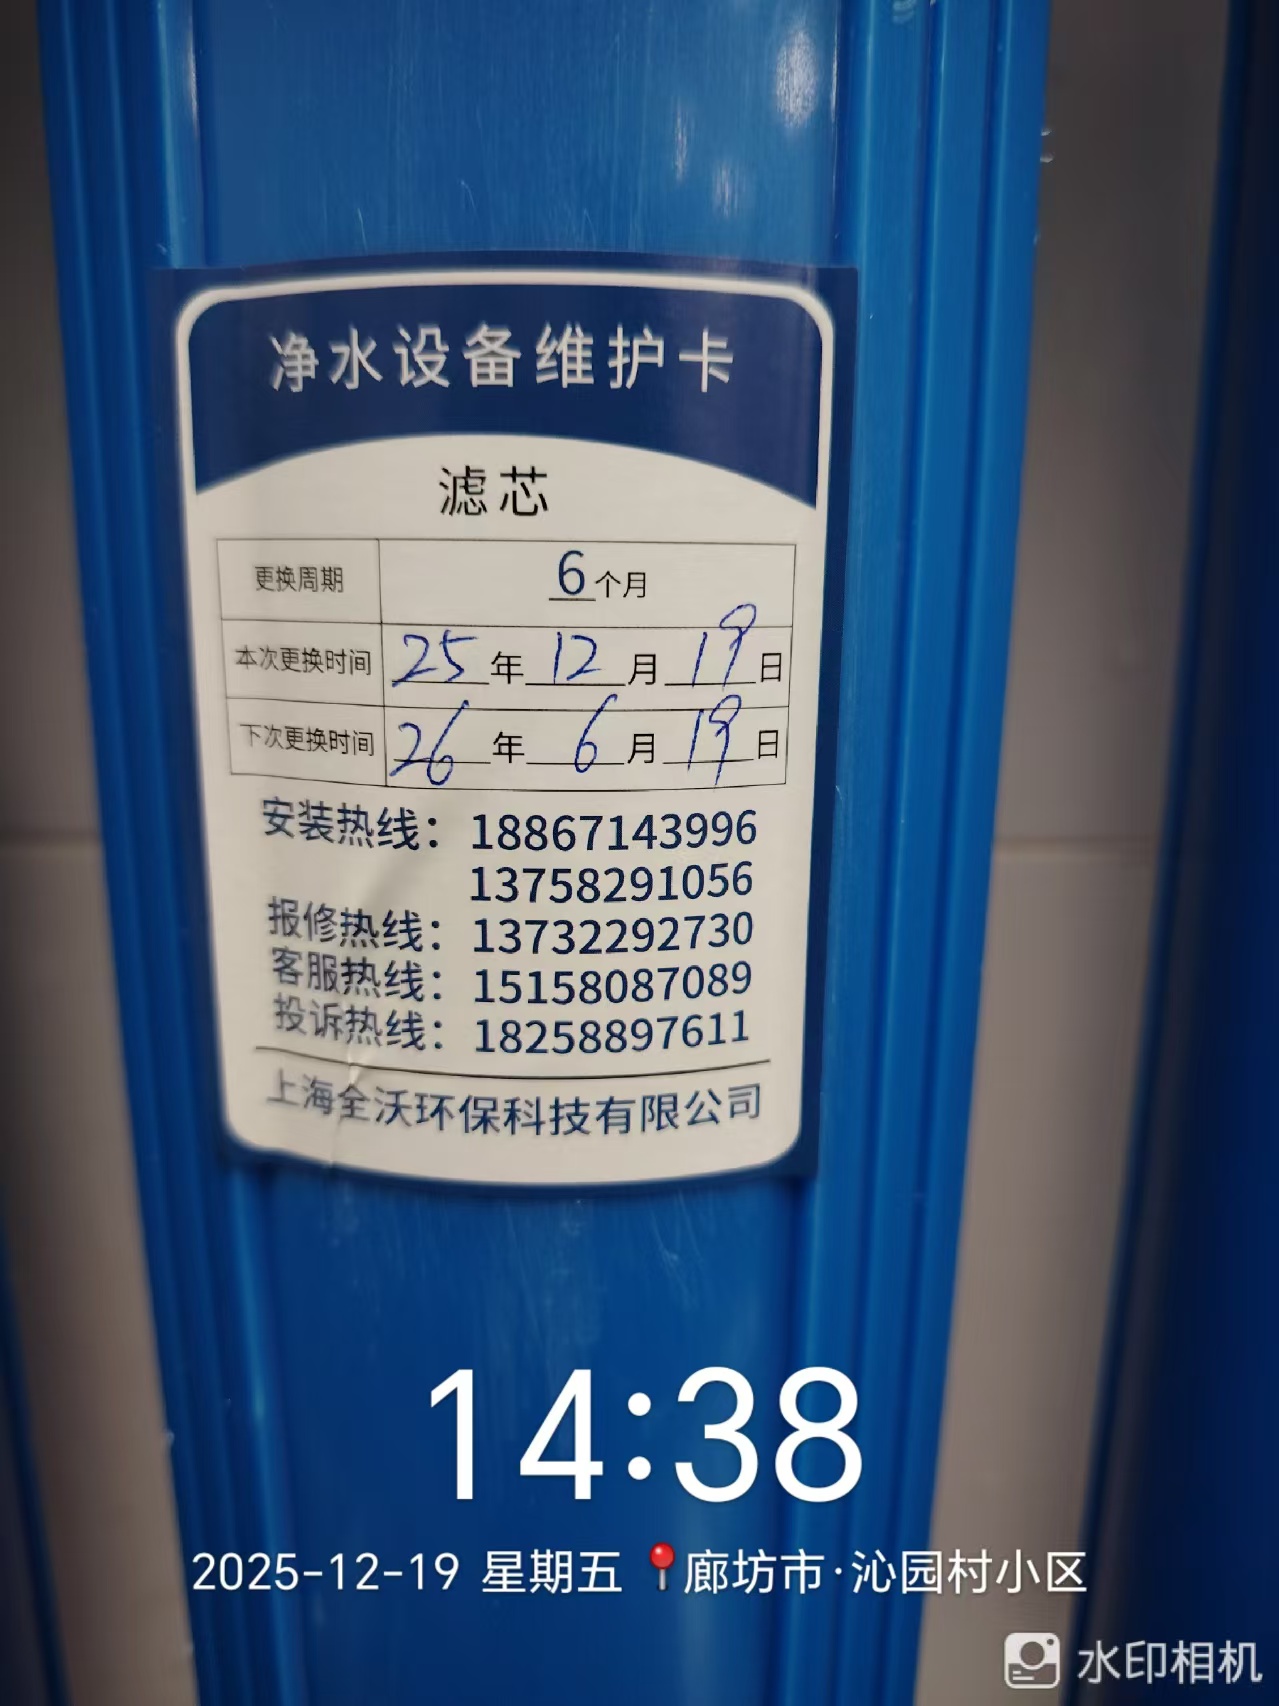 净水设备维护卡
滤芯
更换周期 6个月
本次更换时间 25年12月19日
下次更换时间 26年6月19日
安装热线：18867143996
13758291056
报修热线：13732292730
客服热线：15158087089
投诉热线：18258897611
上海全沃环保科技有限公司
14:38
2025-12-19 星期五 廊坊市·沁园村小区
水印相机